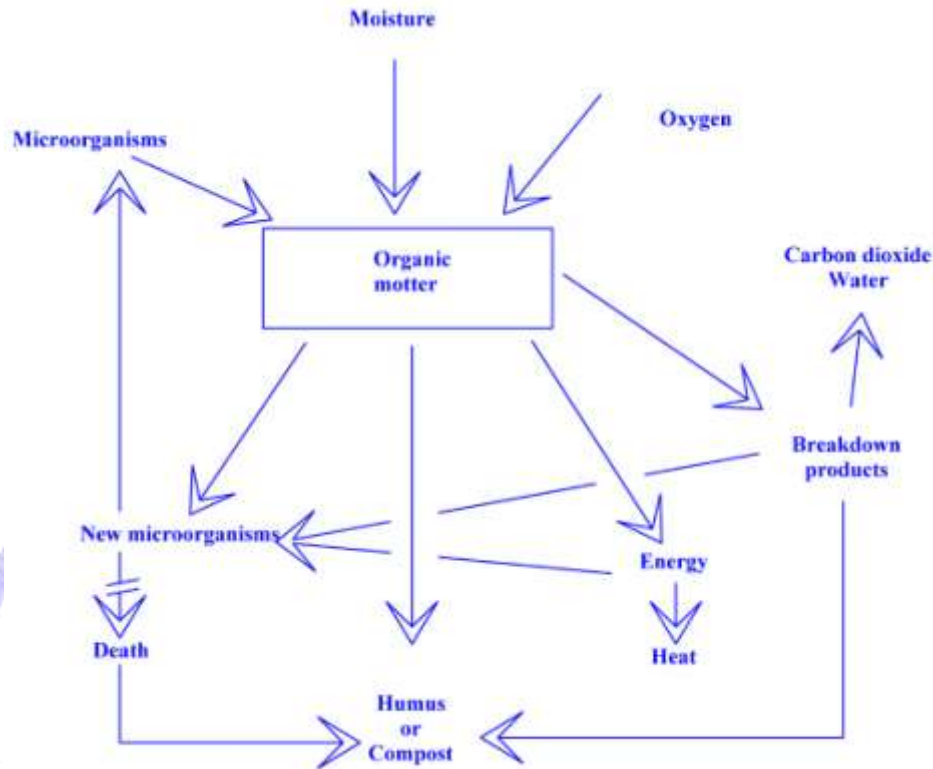 Moisture
Oxygen
Microorganisms
Organic
motter
Carbon dioxide
Water
Breakdown
products
New microorganisms
Energy
Death
Heat
Humus
or
Compost